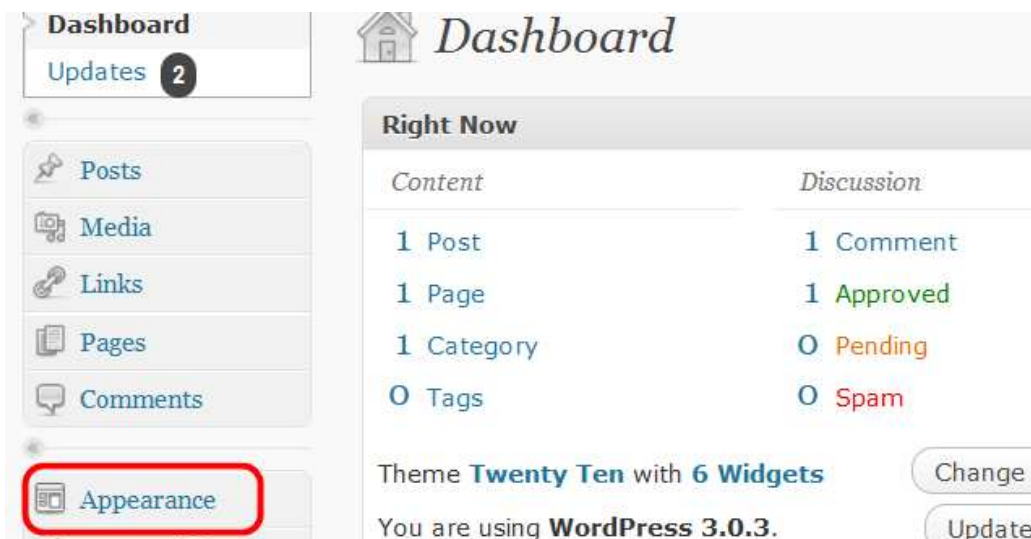 Dashboard
Updates 2
Posts
Media
Links
Pages
Comments
Appearance
Dashboard
Right Now
Content
Discussion
1 Post
1 Comment
1 Page
1 Approved
1 Category
0 Pending
0 Tags
0 Spam
Theme Twenty Ten with 6 Widgets
Change
You are using WordPress 3.0.3.
Update